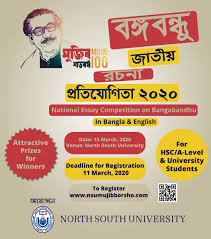 মুজিব MUJIB
শতবর্ষ 100
বঙ্গবন্ধু
জাতীয়
রচনা
প্রতিযোগিতা ২০২০
National Essay Competition on Bangabandhu
In Bangla & English
Attractive
Prizes
for
Winners
Date: 13 March, 2020
Venue: North South University
Deadline for Registration
11 March, 2020
To Register
www.nsumujibborsho.com
For
HSC/A-Level
& University
Students
NORTH SOUTH UNIVERSITY